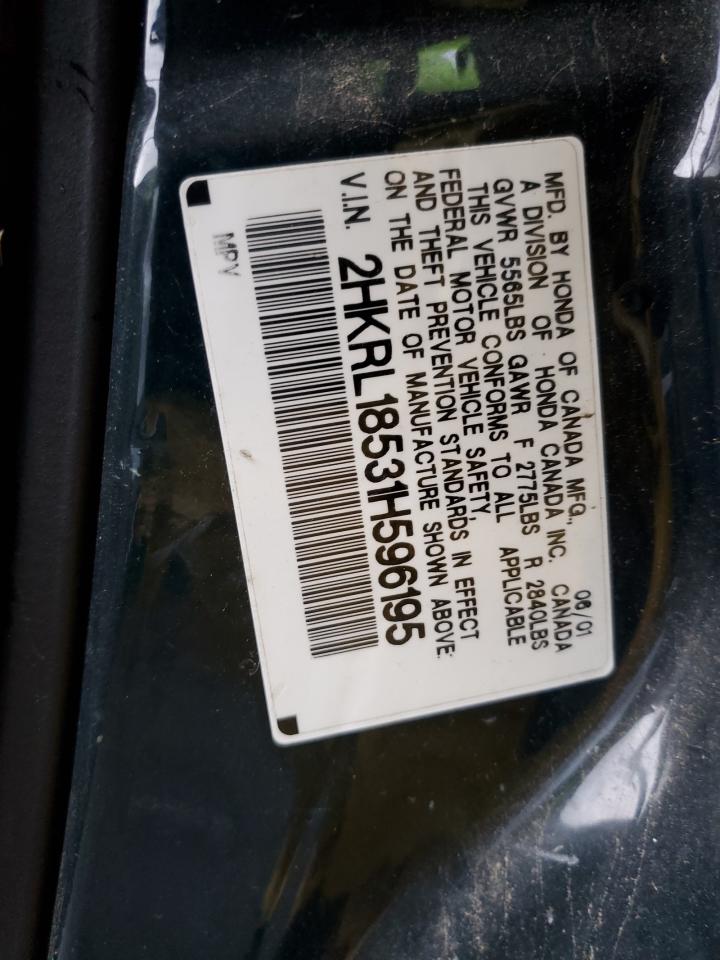 MFD. BY HONDA OF CANADA MFG., 06/01
A DIVISION OF HONDA CANADA INC. CANADA
GVWR 5565LBS GAWR F 2775LBS R 2840LBS
THIS VEHICLE CONFORMS TO ALL APPLICABLE
FEDERAL MOTOR VEHICLE SAFETY,
AND THEFT PREVENTION STANDARDS IN EFFECT
ON THE DATE OF MANUFACTURE SHOWN ABOVE:
V.I.N. 2HKRL18531H596195
MPV